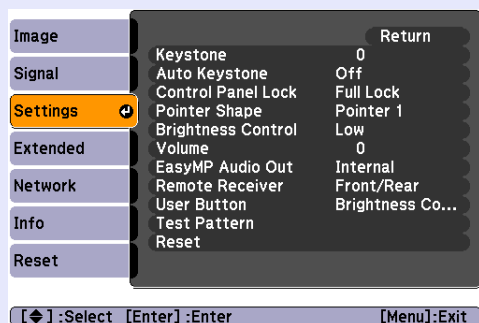 Image
Signal
Settings
Extended
Network
Info
Reset
Return
Keystone 0
Auto Keystone Off
Control Panel Lock Full Lock
Pointer Shape Pointer 1
Brightness Control Low
Volume 0
EasyMP Audio Out Internal
Remote Receiver Front/Rear
User Button Brightness Co...
Test Pattern
Reset
[◆] :Select [Enter] :Enter [Menu]:Exit